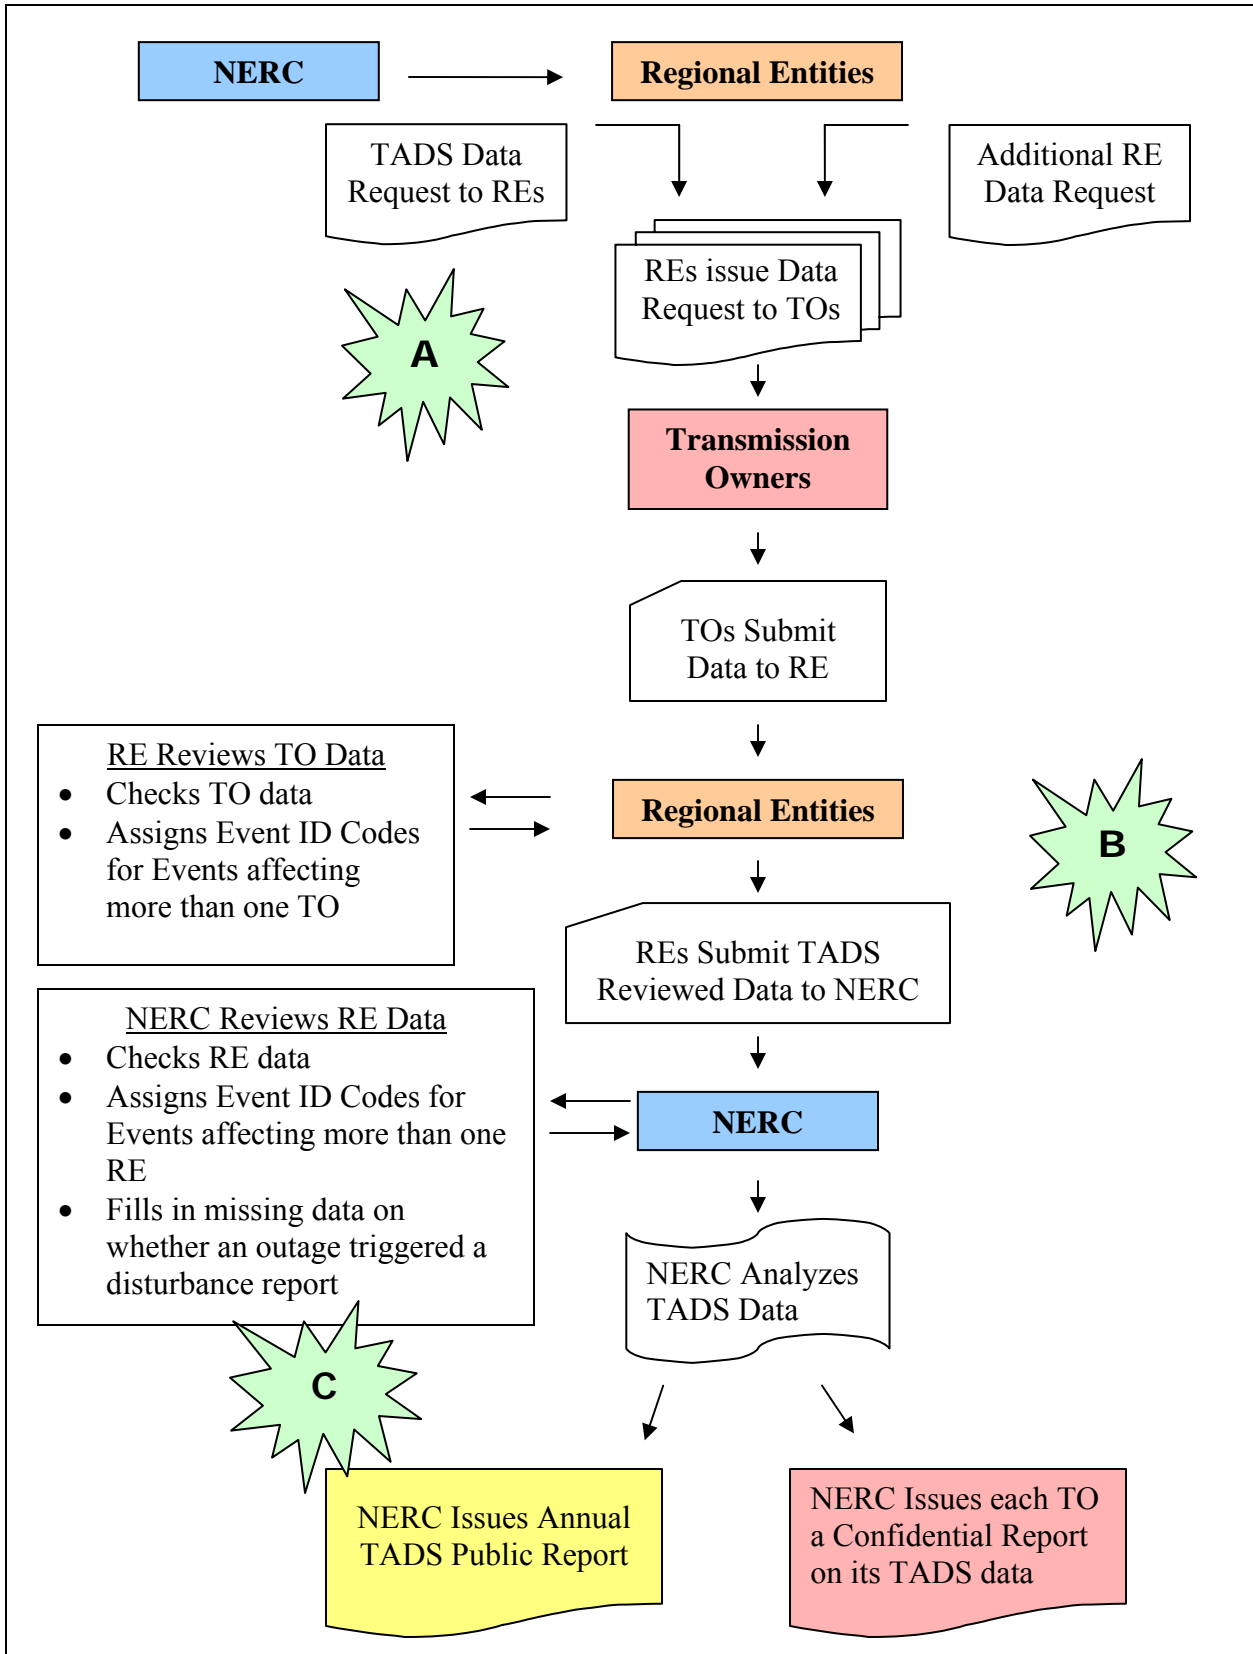 NERC
Regional Entities
TADS Data
Request to REs
Additional RE
Data Request
REs issue Data
Request to TOs
A
Transmission
Owners
TOs Submit
Data to RE
RE Reviews TO Data
• Checks TO data
• Assigns Event ID Codes
for Events affecting
more than one TO
Regional Entities
B
REs Submit TADS
Reviewed Data to NERC
NERC Reviews RE Data
• Checks RE data
• Assigns Event ID Codes for
Events affecting more than one
RE
• Fills in missing data on
whether an outage triggered a
disturbance report
NERC
NERC Analyzes
TADS Data
C
NERC Issues Annual
TADS Public Report
NERC Issues each TO
a Confidential Report
on its TADS data